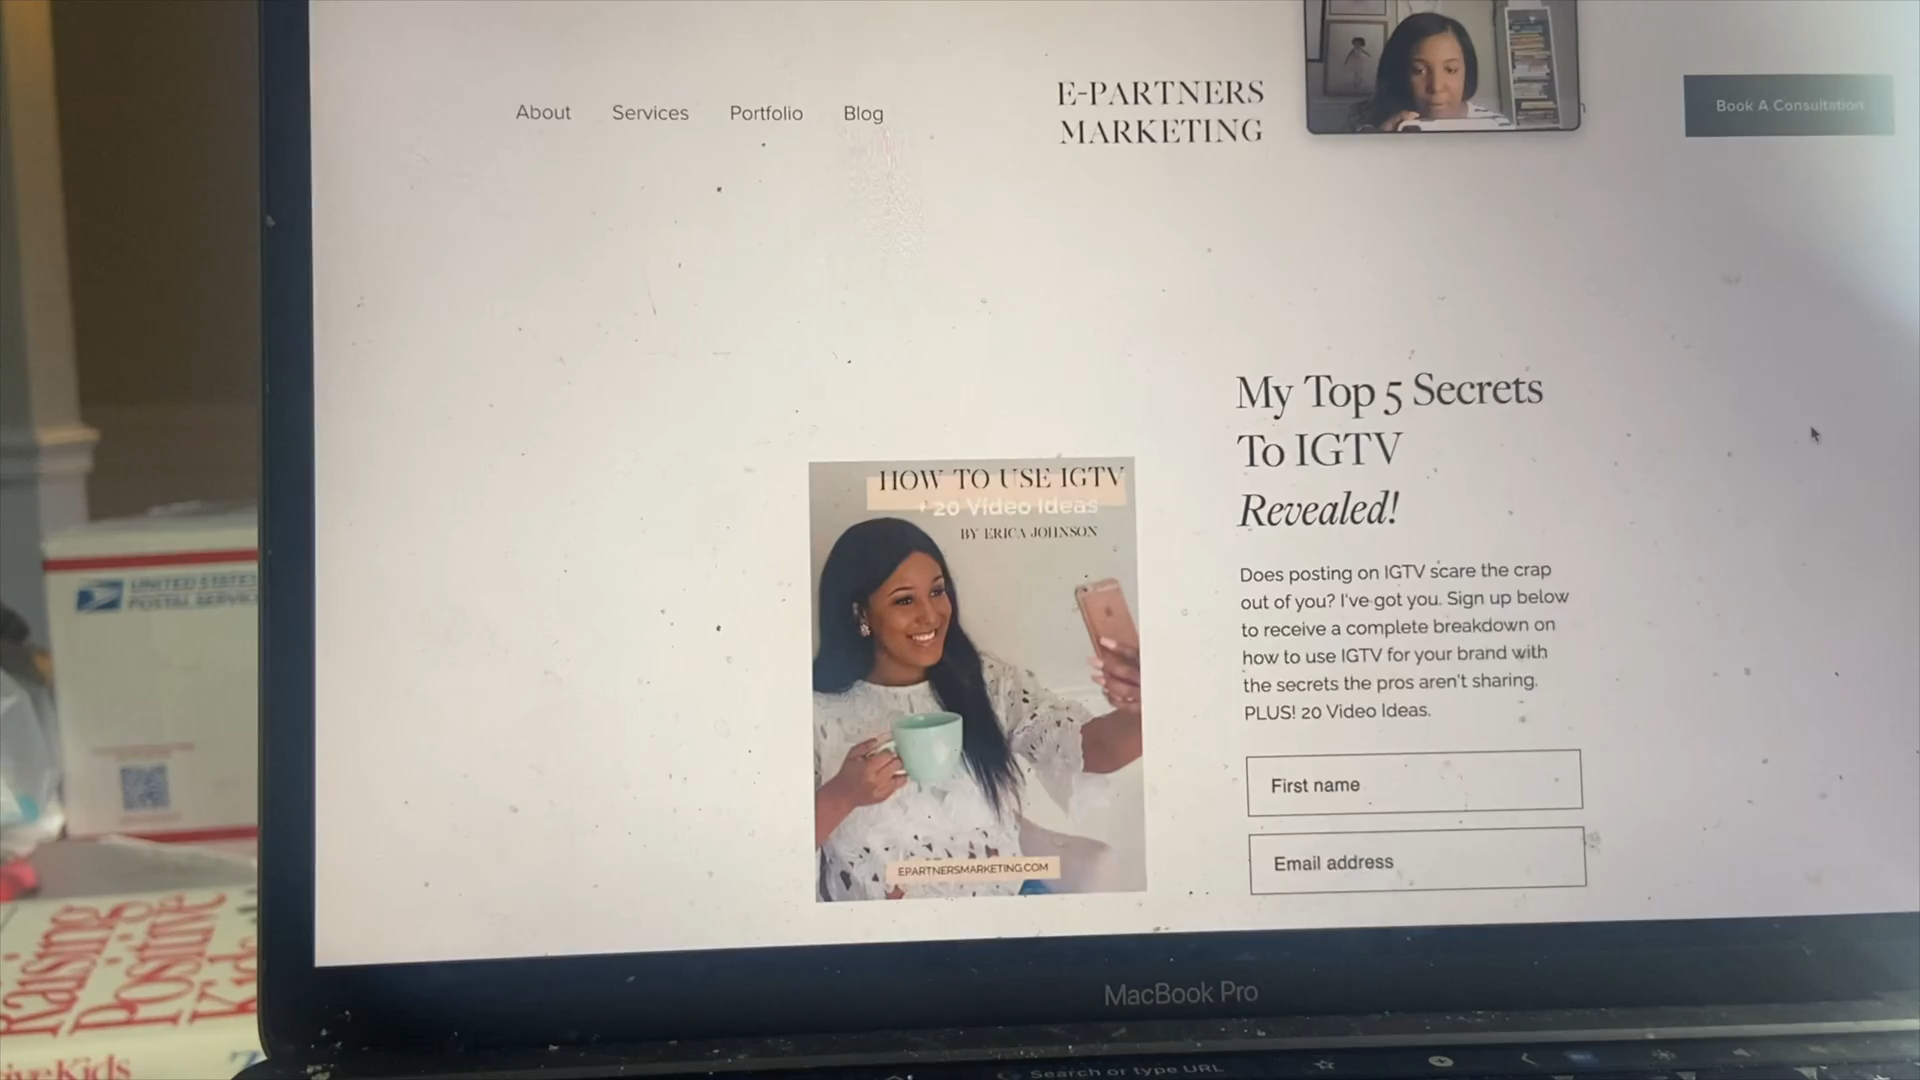 About
Services
Portfolio
Blog
E-PARTNERS
MARKETING
Book A Consultation
My Top 5 Secrets
To IGTV
Revealed!
HOW TO USE IGTV
+ 20 Video Ideas
BY ERICA JOHNSON
EPARTNERSMARKETING.COM
Does posting on IGTV scare the crap
out of you? I've got you. Sign up below
to receive a complete breakdown on
how to use IGTV for your brand with
the secrets the pros aren't sharing.
PLUS! 20 Video Ideas.
First name
Email address
MacBook Pro
Search or type URL
UNITED STATES
POSTAL SERVICE
Raising
Positive
Kids